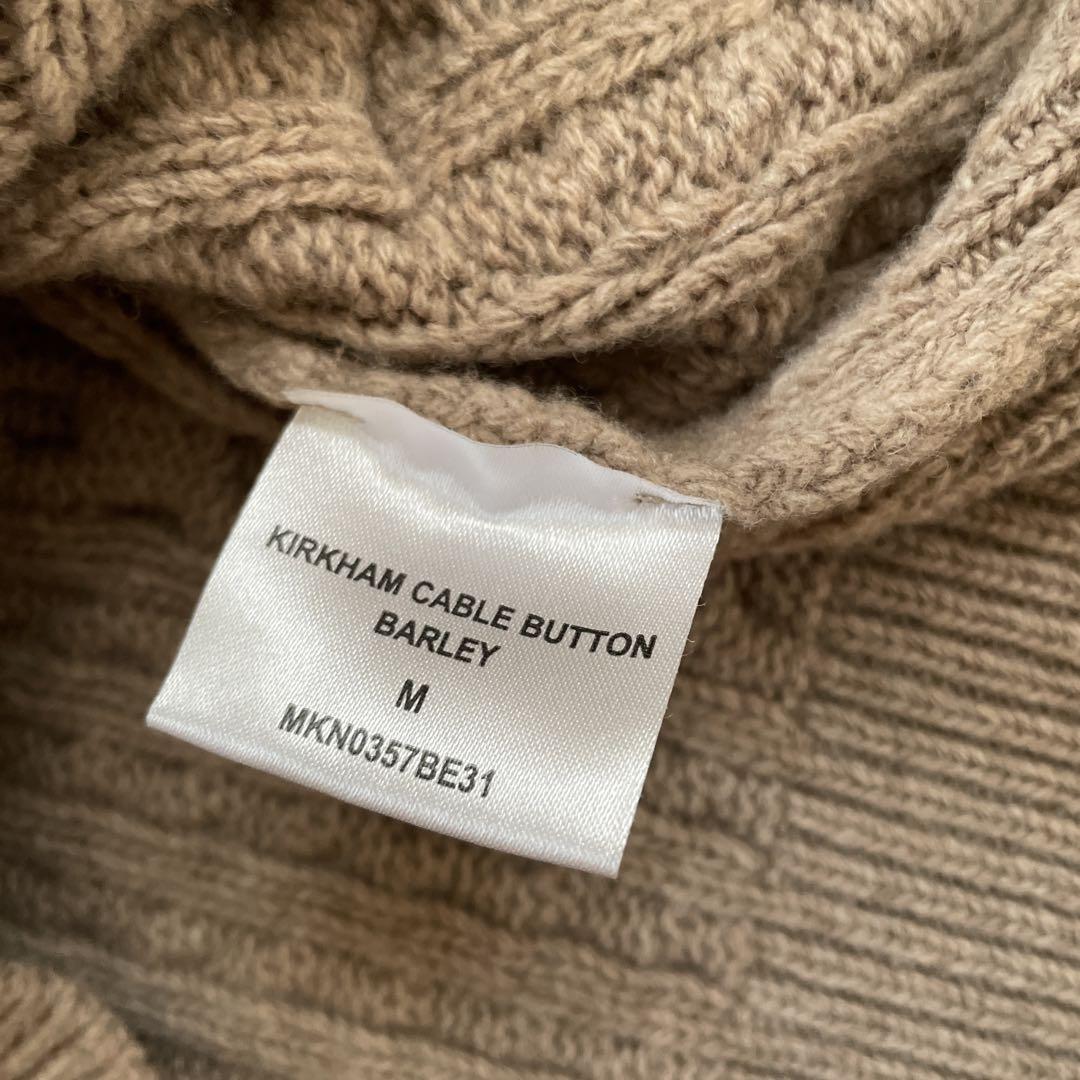 KIRKHAM CABLE BUTTON
BARLEY
M
MKN0357BE31